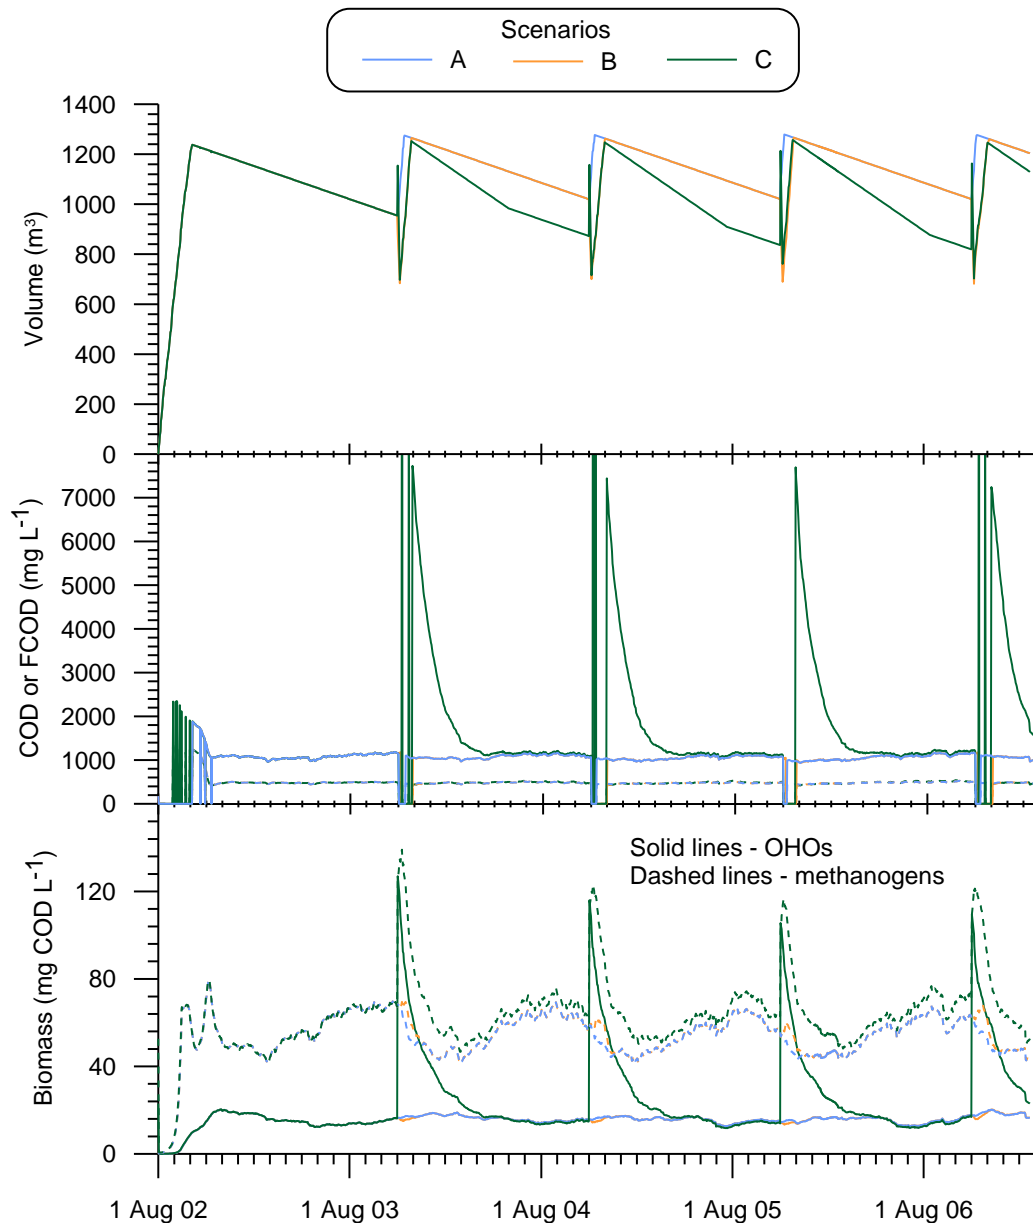 Scenarios
A B C
1400
1200
1000
800
600
400
200
0
Volume (m³)
7000
6000
5000
4000
3000
2000
1000
0
COD or FCOD (mg L⁻¹)
Solid lines - OHOs
Dashed lines - methanogens
120
80
40
0
Biomass (mg COD L⁻¹)
1 Aug 02 1 Aug 03 1 Aug 04 1 Aug 05 1 Aug 06